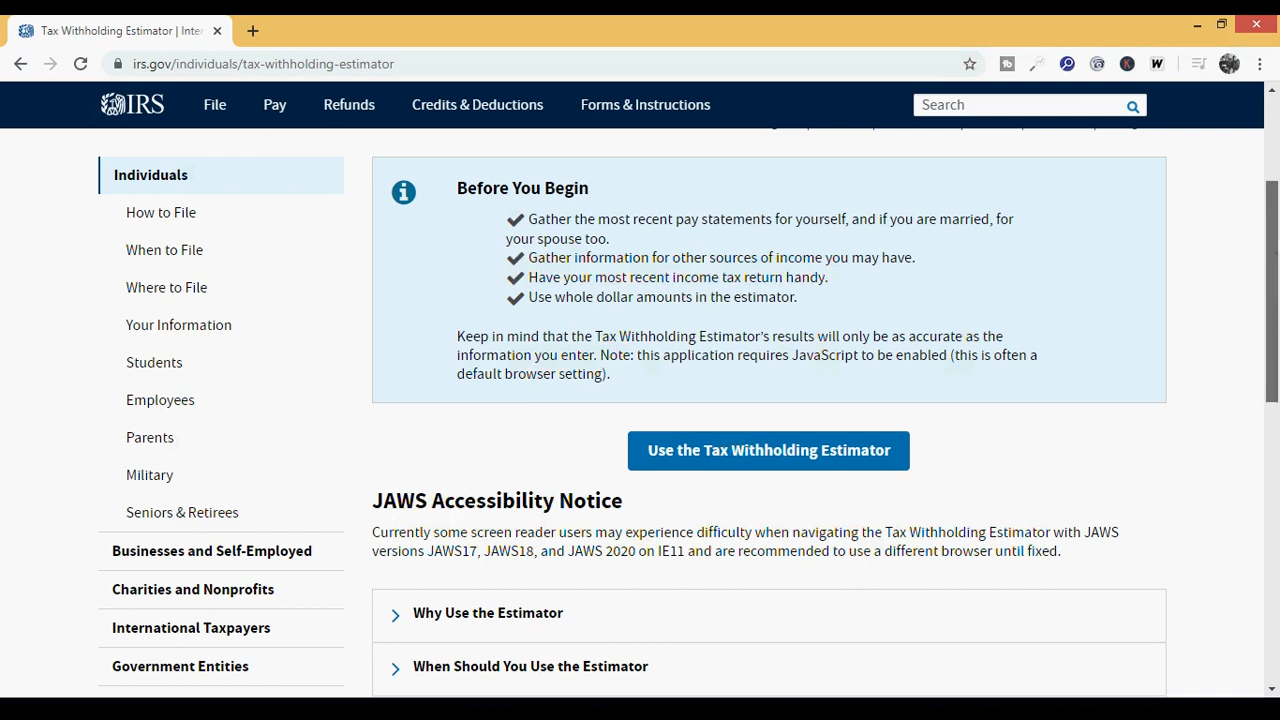 Tax Withholding Estimator | Inter
irs.gov/individuals/tax-withholding-estimator
IRS File Pay Refunds Credits & Deductions Forms & Instructions Search
Individuals
How to File
When to File
Where to File
Your Information
Students
Employees
Parents
Military
Seniors & Retirees
Businesses and Self-Employed
Charities and Nonprofits
International Taxpayers
Government Entities
Before You Begin
Gather the most recent pay statements for yourself, and if you are married, for
your spouse too.
Gather information for other sources of income you may have.
Have your most recent income tax return handy.
Use whole dollar amounts in the estimator.
Keep in mind that the Tax Withholding Estimator's results will only be as accurate as the
information you enter. Note: this application requires JavaScript to be enabled (this is often a
default browser setting).
Use the Tax Withholding Estimator
JAWS Accessibility Notice
Currently some screen reader users may experience difficulty when navigating the Tax Withholding Estimator with JAWS
versions JAWS17, JAWS18, and JAWS 2020 on IE11 and are recommended to use a different browser until fixed.
Why Use the Estimator
When Should You Use the Estimator